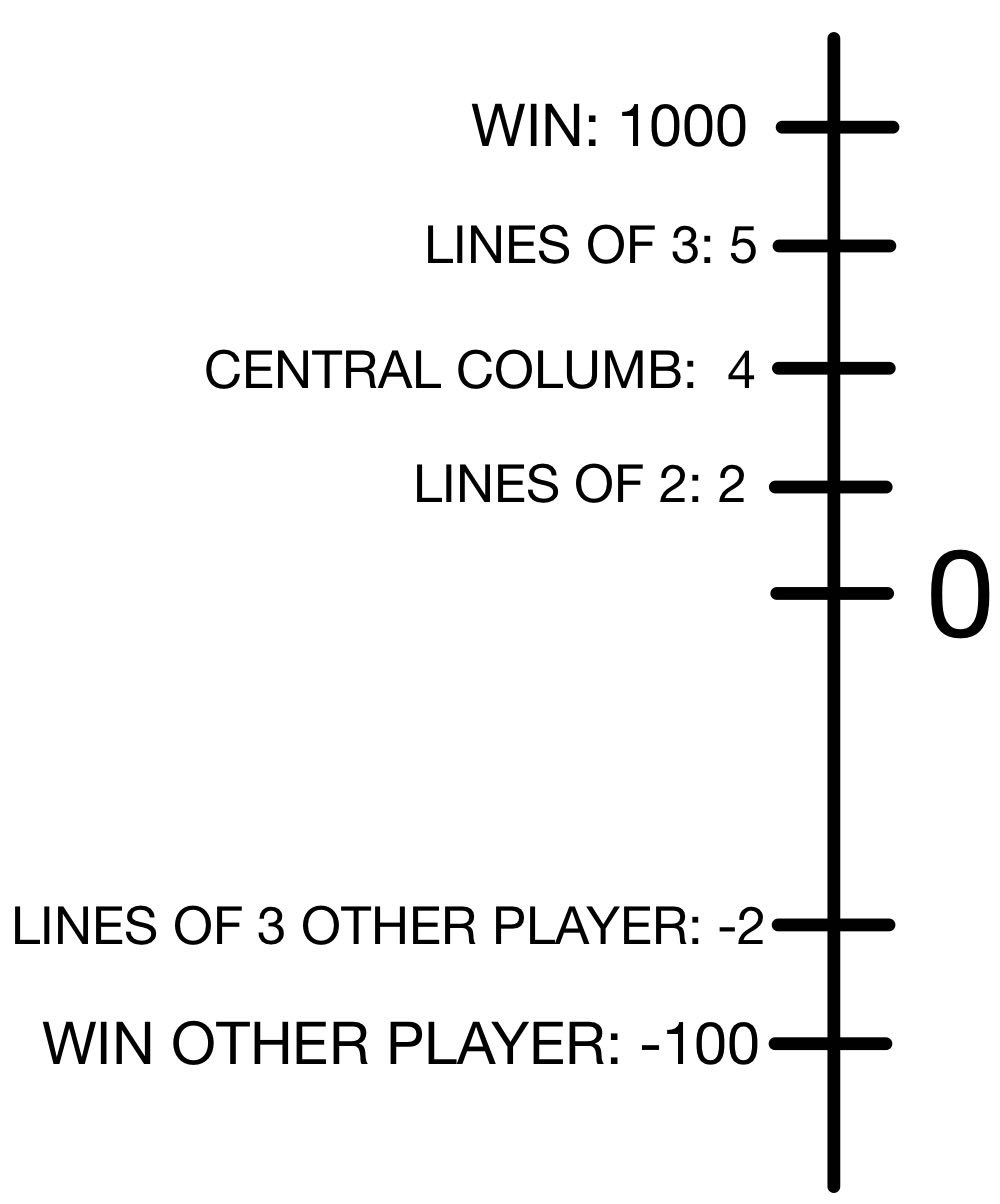 WIN: 1000
LINES OF 3: 5
CENTRAL COLUMB: 4
LINES OF 2: 2
0
LINES OF 3 OTHER PLAYER: -2
WIN OTHER PLAYER: -100